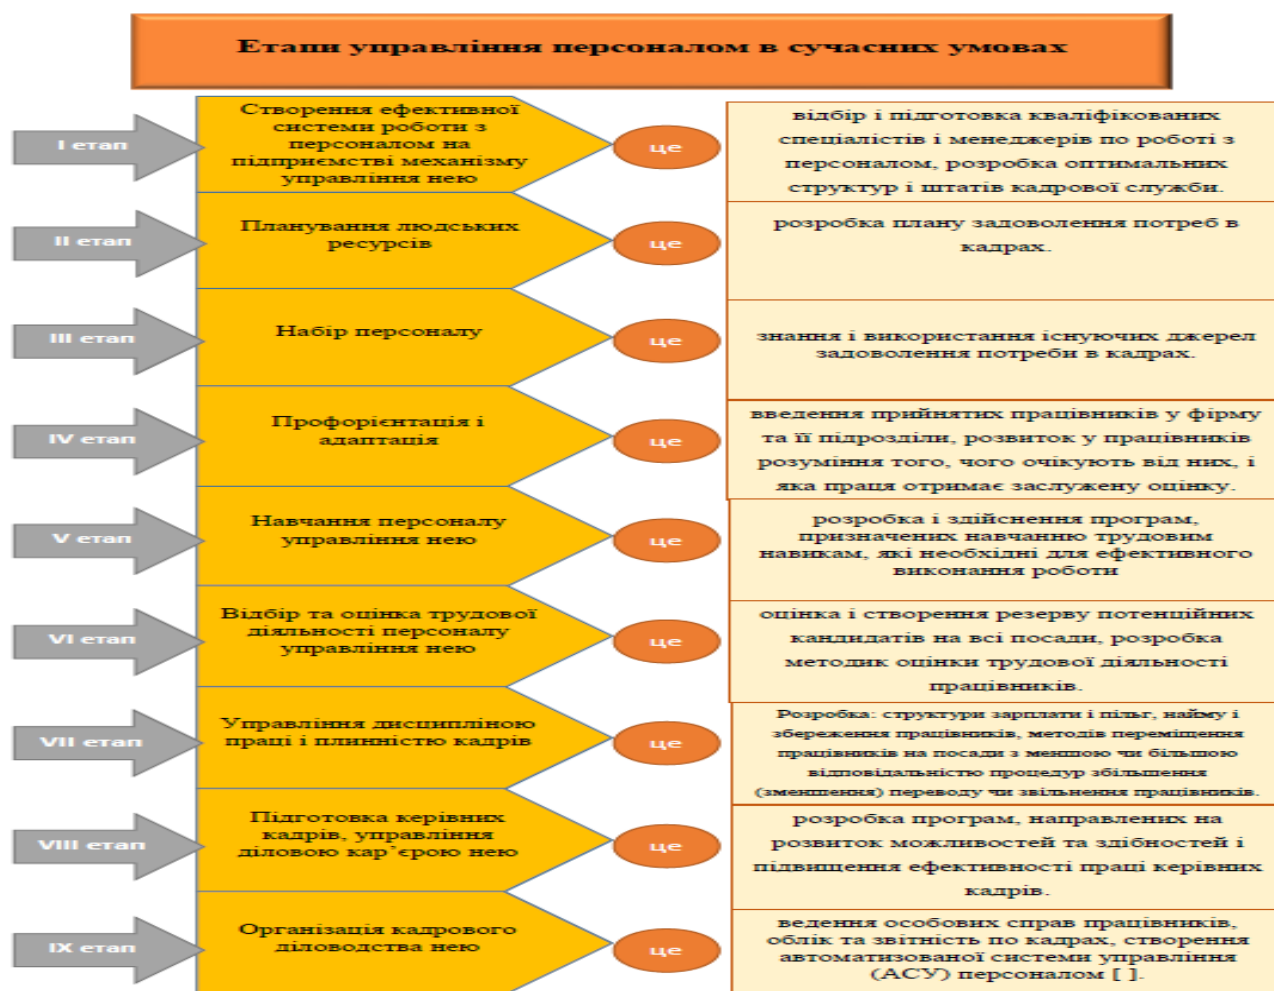 Етапи управління персоналом в сучасних умовах
І етап
Створення ефективної
системи роботи з
персоналом на
підприємстві механізму
управління нею
це
відбір і підготовка кваліфікованих
спеціалістів і менеджерів по роботі з
персоналом, розробка оптимальних
структур і штатів кадрової служби.
ІІ етап
Планування людських
ресурсів
це
розробка плану задоволення потреб в
кадрах.
ІІІ етап
Набір персоналу
це
знання і використання існуючих джерел
задоволення потреби в кадрах.
IV етап
Профорієнтація і
адаптація
це
введення прийнятих працівників у фірму
та її підрозділи, розвиток у працівників
розуміння того, чого очікують від них, і
яка праця отримає заслужену оцінку.
V етап
Навчання персоналу
управління нею
це
розробка і здійснення програм,
призначених навчанню трудовим
навикам, які необхідні для ефективного
виконання роботи
VI етап
Відбір та оцінка трудової
діяльності персоналу
управління нею
це
оцінка і створення резерву потенційних
кандидатів на всі посади, розробка
методик оцінки трудової діяльності
працівників.
VII етап
Управління дисципліною
праці і плинністю кадрів
це
Розробка: структури зарплати і пільг, найму і
збереження працівників, методів переміщення
працівників на посади з меншою чи більшою
відповідальністю процедур збільшення
(зменшення) переводу чи звільнення працівників.
VIII етап
Підготовка керівних
кадрів, управління
діловою кар’єрою нею
це
розробка програм, направлених на
розвиток можливостей та здібностей і
підвищення ефективності праці керівних
кадрів.
IX етап
Організація кадрового
діловодства нею
це
ведення особових справ працівників,
облік та звітність по кадрах, створення
автоматизованої системи управління
(АСУ) персоналом [ ].